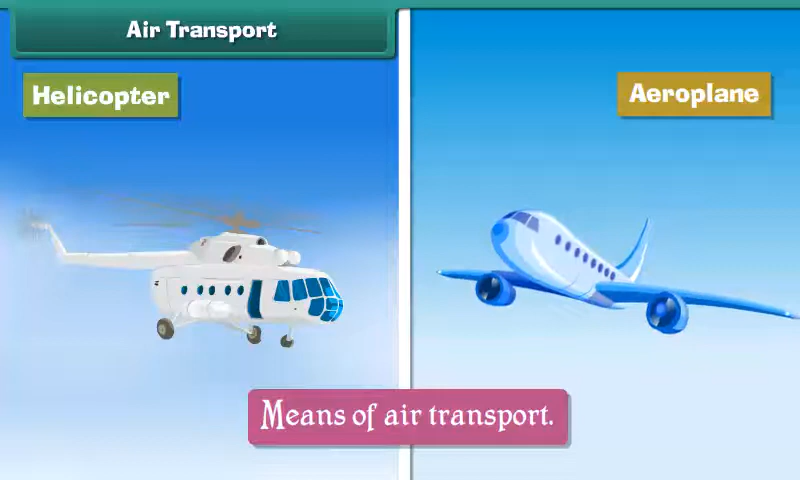 Air Transport
Helicopter
Aeroplane
Means of air transport.